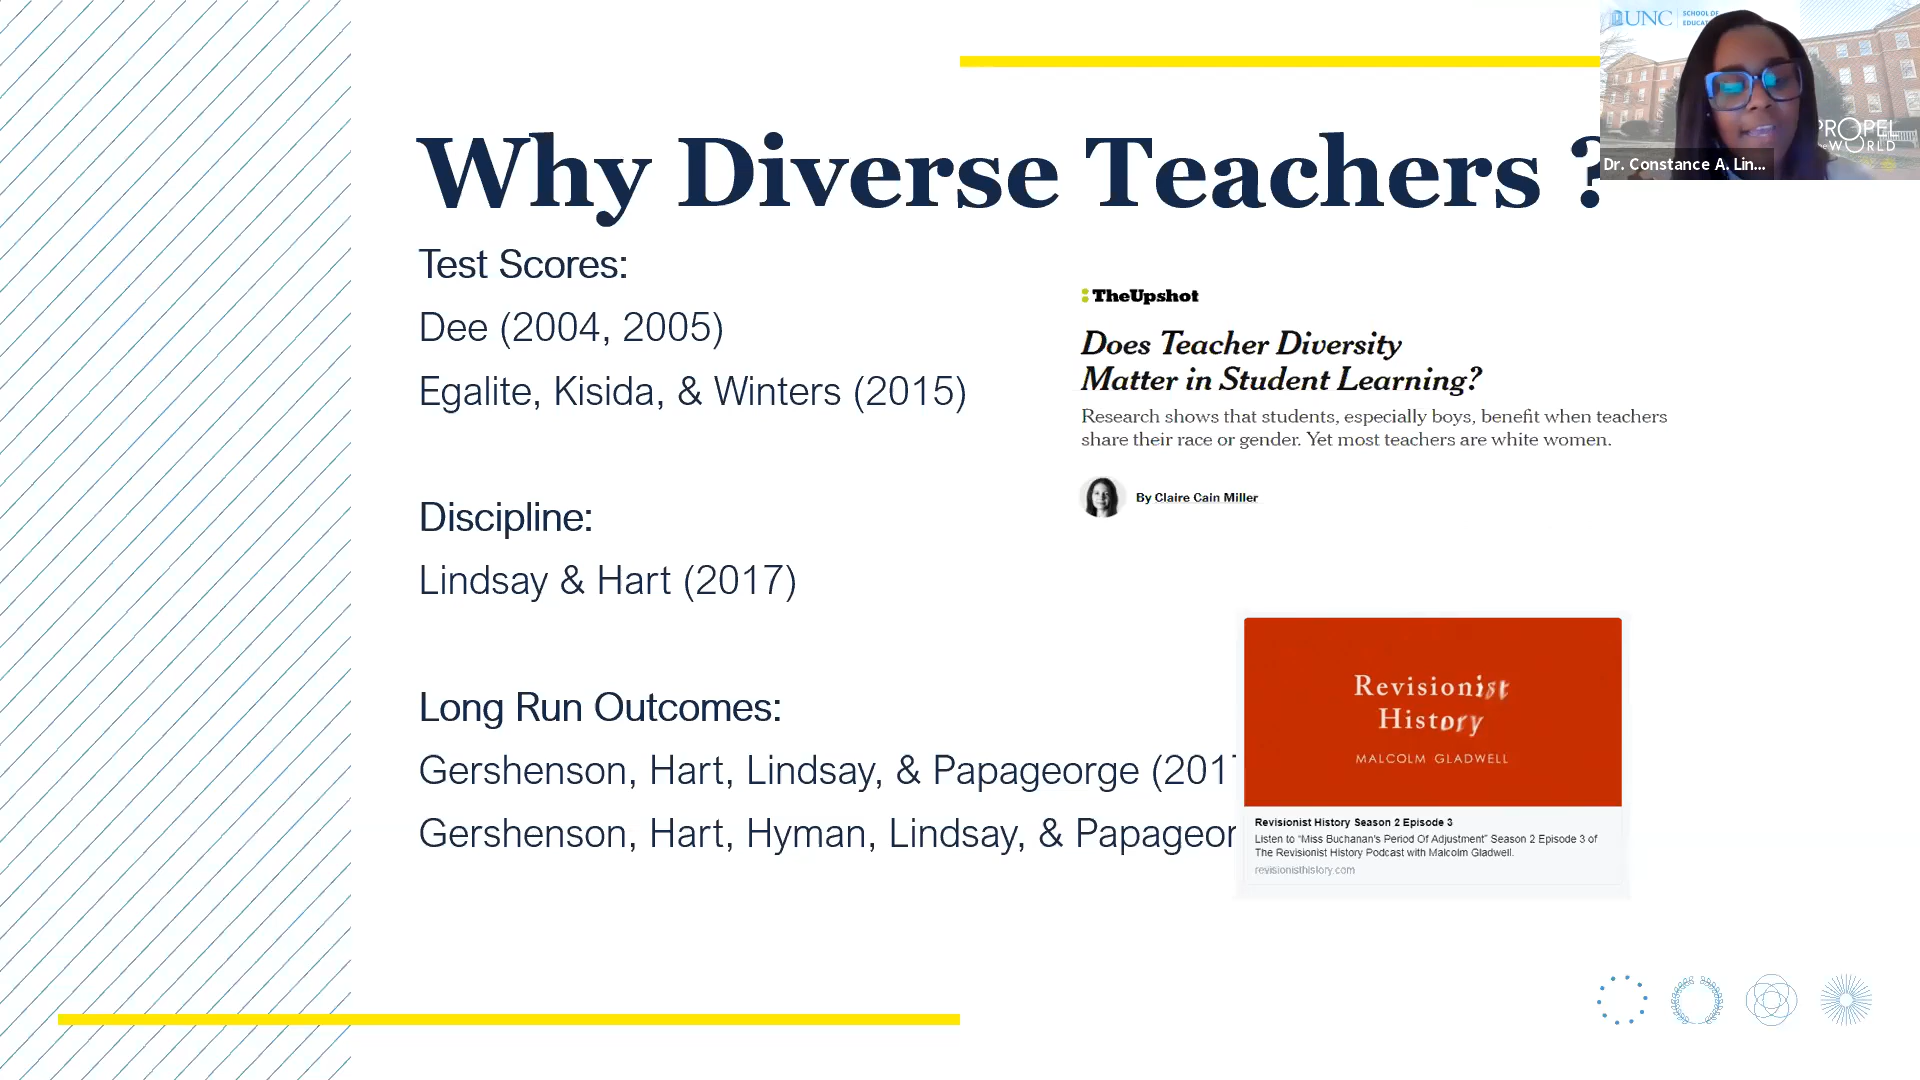 UNC SCHOOL OF
Why Diverse Teachers ?
PROPEL
WORLD
Dr. Constance A. Lin...
Test Scores:
Dee (2004, 2005)
Egalite, Kisida, & Winters (2015)
Discipline:
Lindsay & Hart (2017)
Long Run Outcomes:
Gershenson, Hart, Lindsay, & Papageorge (2017
Gershenson, Hart, Hyman, Lindsay, & Papageor
TheUpshot
Does Teacher Diversity
Matter in Student Learning?
Research shows that students, especially boys, benefit when teachers
share their race or gender. Yet most teachers are white women.
By Claire Cain Miller
Revisionist
History
MALCOLM GLADWELL
Revisionist History Season 2 Episode 3
Listen to "Miss Buchanan's Period Of Adjustment" Season 2 Episode 3 of
The Revisionist History Podcast with Malcolm Gladwell.
revisionisthistory.com